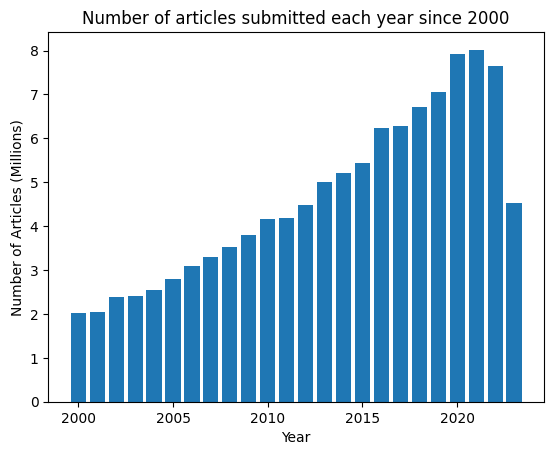 Number of articles submitted each year since 2000
Number of Articles (Millions)
8
7
6
5
4
3
2
1
0
2000 2005 2010 2015 2020
Year